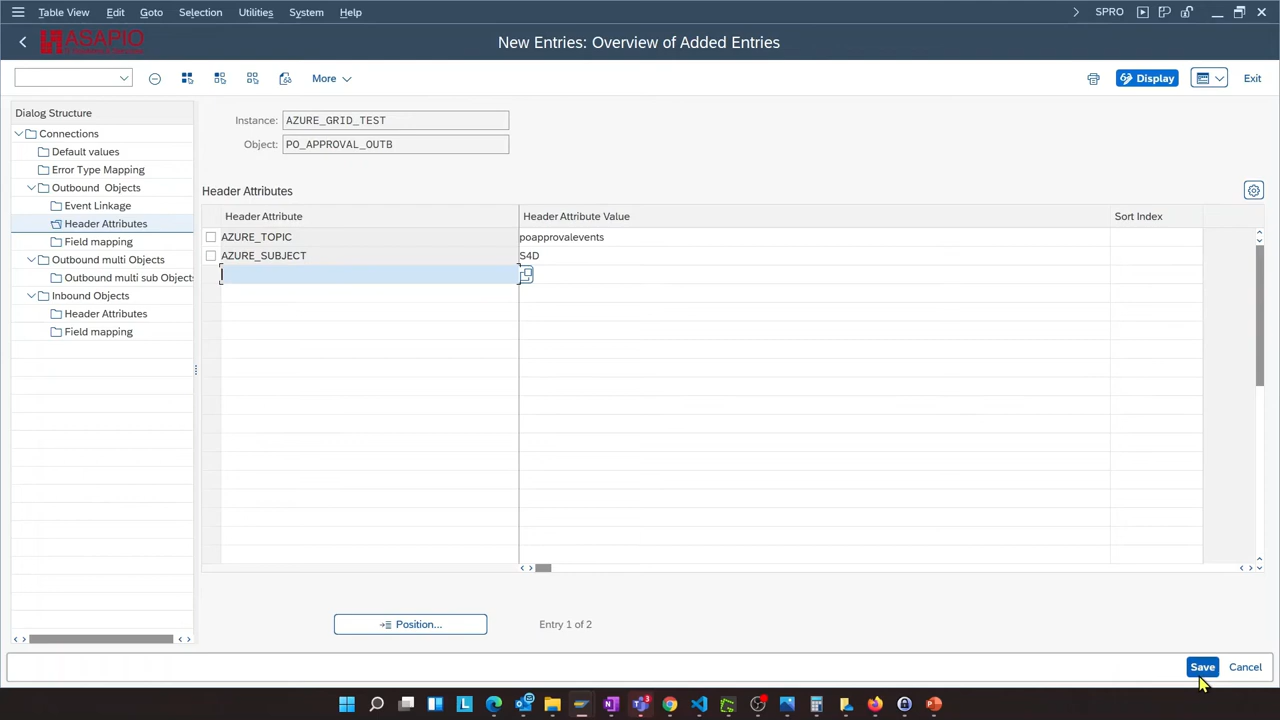 Table View Edit Goto Selection Utilities System Help SPRO
ASAPIO
New Entries: Overview of Added Entries
More Display Exit
Dialog Structure
Connections
Default values
Error Type Mapping
Outbound Objects
Event Linkage
Header Attributes
Field mapping
Outbound multi Objects
Outbound multi sub Objects
Inbound Objects
Header Attributes
Field mapping
Instance: AZURE_GRID_TEST
Object: PO_APPROVAL_OUTB
Header Attributes
Header Attribute Header Attribute Value Sort Index
AZURE_TOPIC poapprovalevents
AZURE_SUBJECT S4D
Position... Entry 1 of 2
Save Cancel